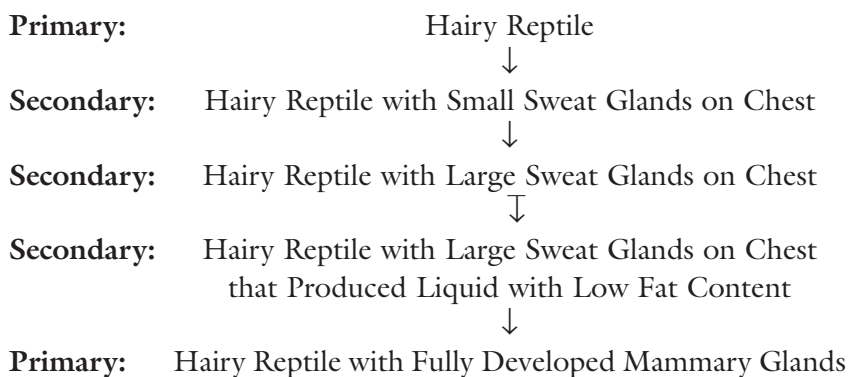 Primary: Hairy Reptile
↓
Secondary: Hairy Reptile with Small Sweat Glands on Chest
↓
Secondary: Hairy Reptile with Large Sweat Glands on Chest
↧
Secondary: Hairy Reptile with Large Sweat Glands on Chest
that Produced Liquid with Low Fat Content
↓
Primary: Hairy Reptile with Fully Developed Mammary Glands